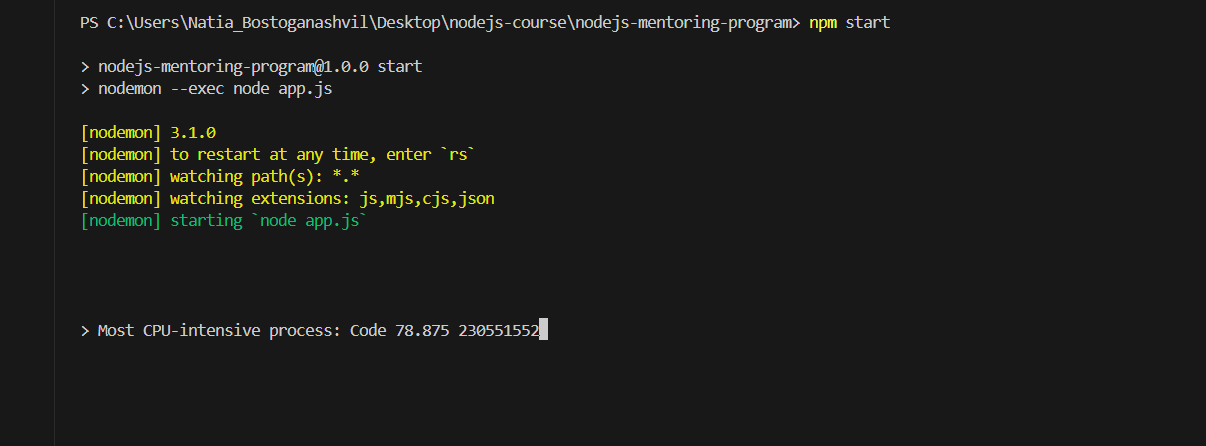 PS C:\Users\Natia_Bostoganashvil\Desktop\nodejs-course\nodejs-mentoring-program> npm start
> nodejs-mentoring-program@1.0.0 start
> nodemon --exec node app.js
[nodemon] 3.1.0
[nodemon] to restart at any time, enter `rs`
[nodemon] watching path(s): *.*
[nodemon] watching extensions: js,mjs,cjs,json
[nodemon] starting `node app.js`
> Most CPU-intensive process: Code 78.875 230551552